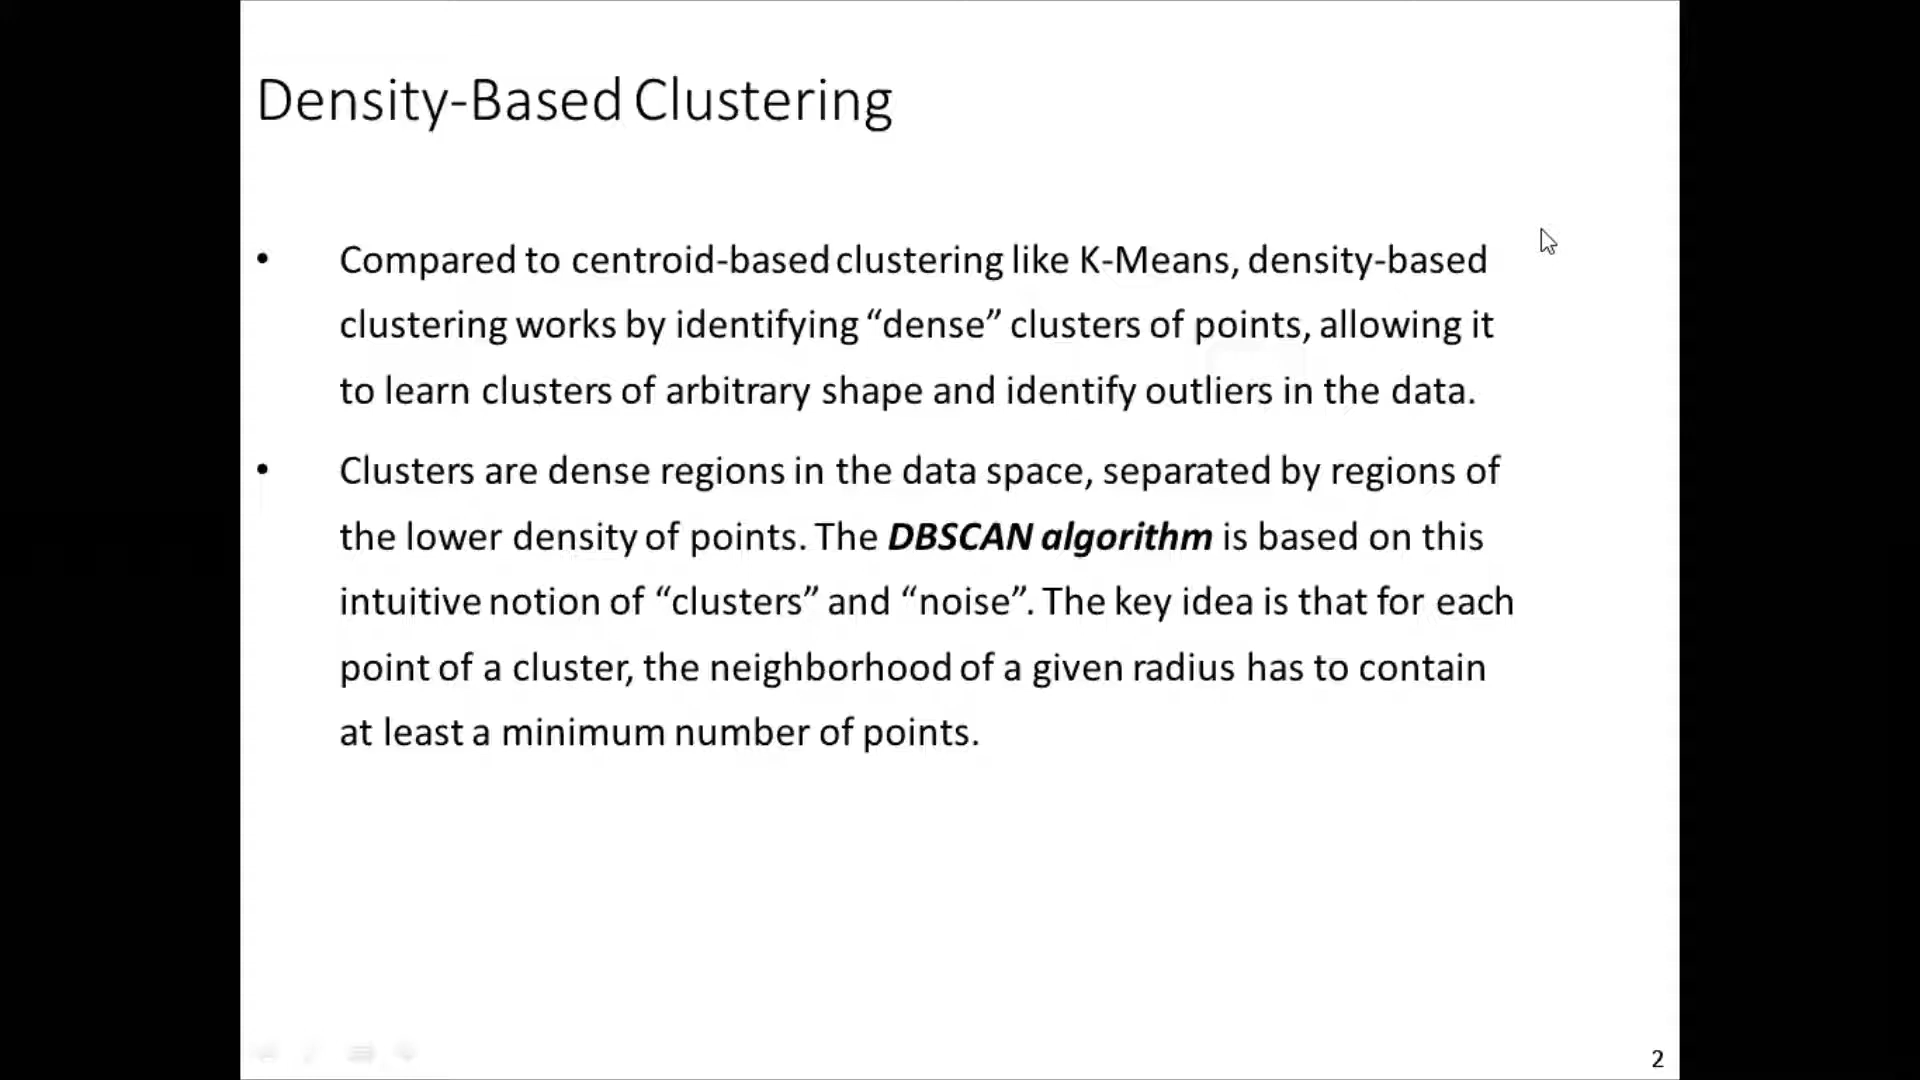 Density-Based Clustering
• Compared to centroid-based clustering like K-Means, density-based
clustering works by identifying “dense” clusters of points, allowing it
to learn clusters of arbitrary shape and identify outliers in the data.
• Clusters are dense regions in the data space, separated by regions of
the lower density of points. The DBSCAN algorithm is based on this
intuitive notion of “clusters” and “noise”. The key idea is that for each
point of a cluster, the neighborhood of a given radius has to contain
at least a minimum number of points.
2